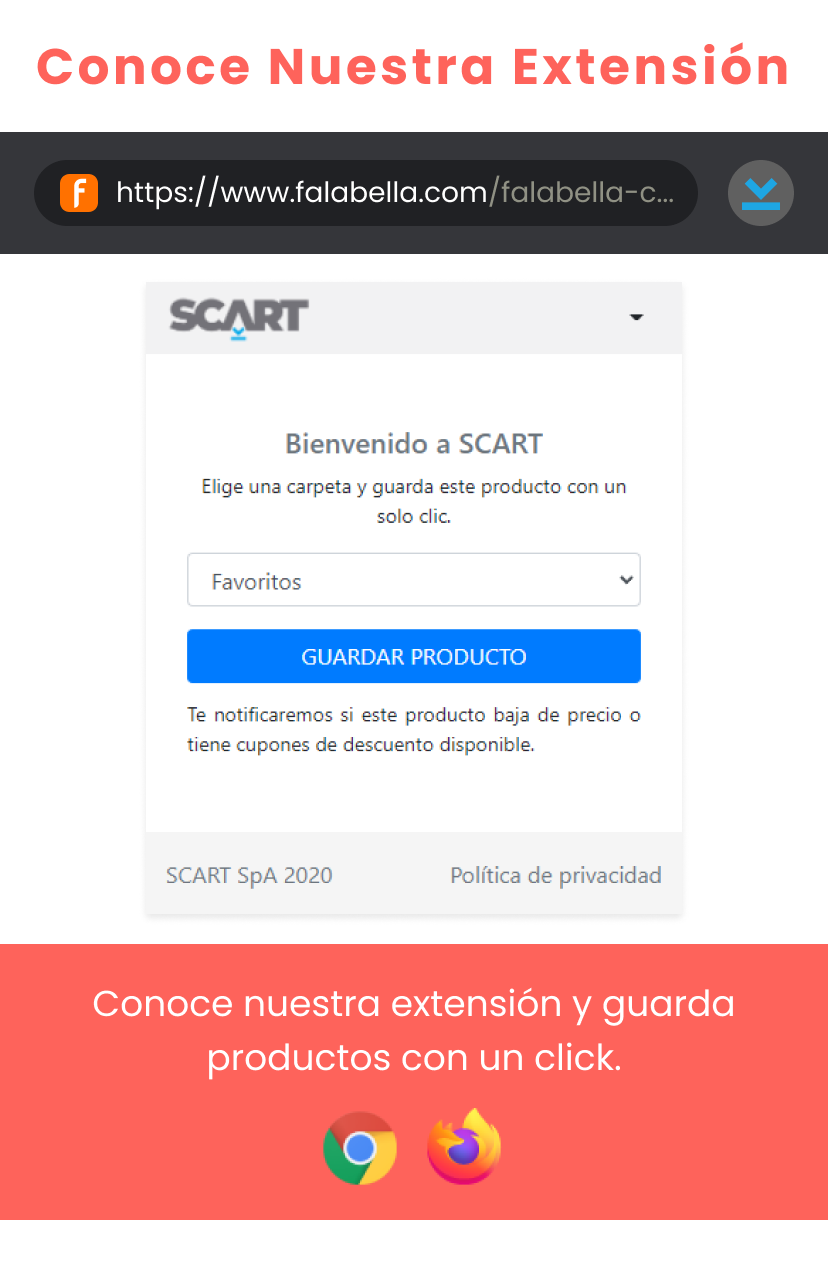 Conoce Nuestra Extensión
https://www.falabella.com/falabella-c...
SCART
Bienvenido a SCART
Elige una carpeta y guarda este producto con un
solo clic.
Favoritos
GUARDAR PRODUCTO
Te notificaremos si este producto baja de precio o
tiene cupones de descuento disponible.
SCART SpA 2020 Política de privacidad
Conoce nuestra extensión y guarda
productos con un click.